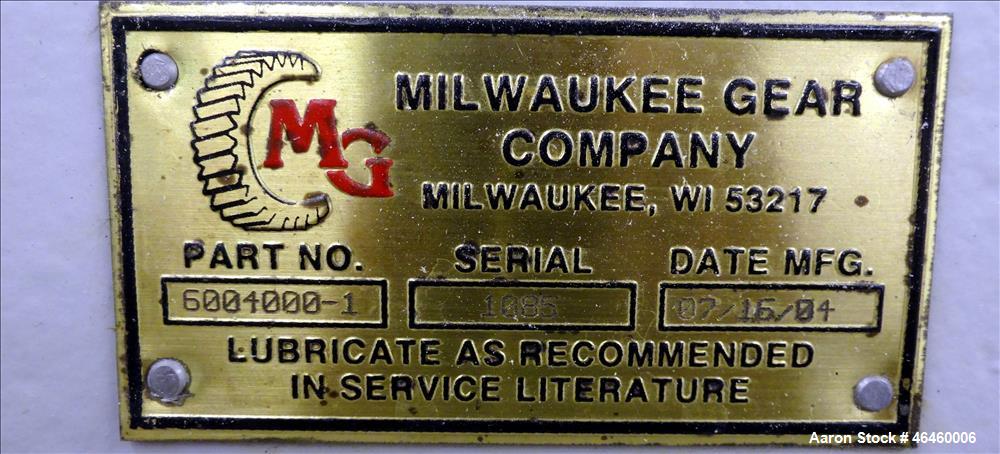 MG
MILWAUKEE GEAR
COMPANY
MILWAUKEE, WI 53217
PART NO. SERIAL DATE MFG.
6004000-1 1085 07/16/04
LUBRICATE AS RECOMMENDED
IN SERVICE LITERATURE
Aaron Stock # 46460006